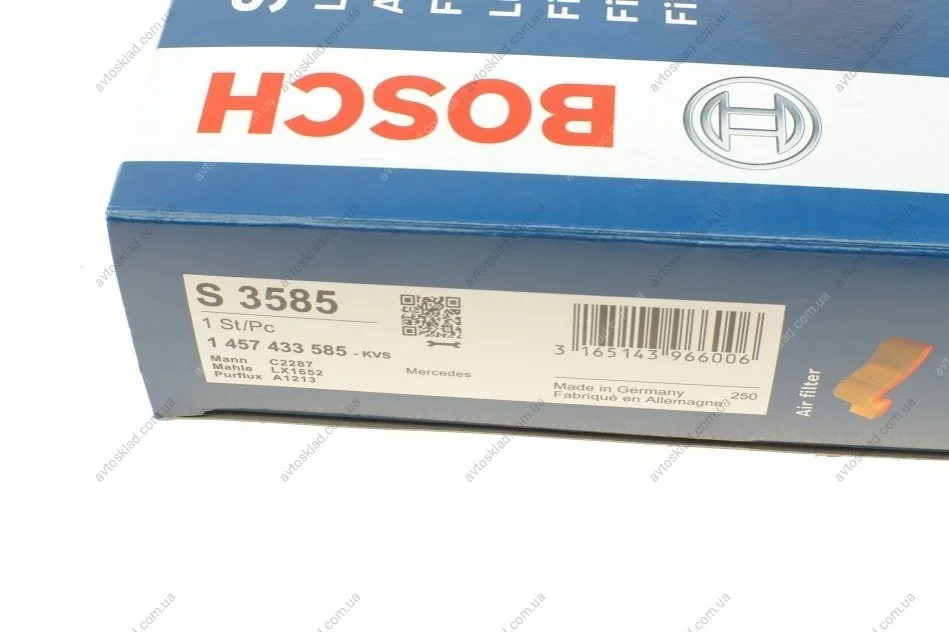 BOSCH
S 3585
1 St/Pc
1 457 433 585 - KVS
Mann C2287
Mahle LX1652
Purflux A1213
Mercedes
3 165143 966006
Made in Germany
Fabriqué en Allemagne
250
Air filter
avtosklad.com.ua